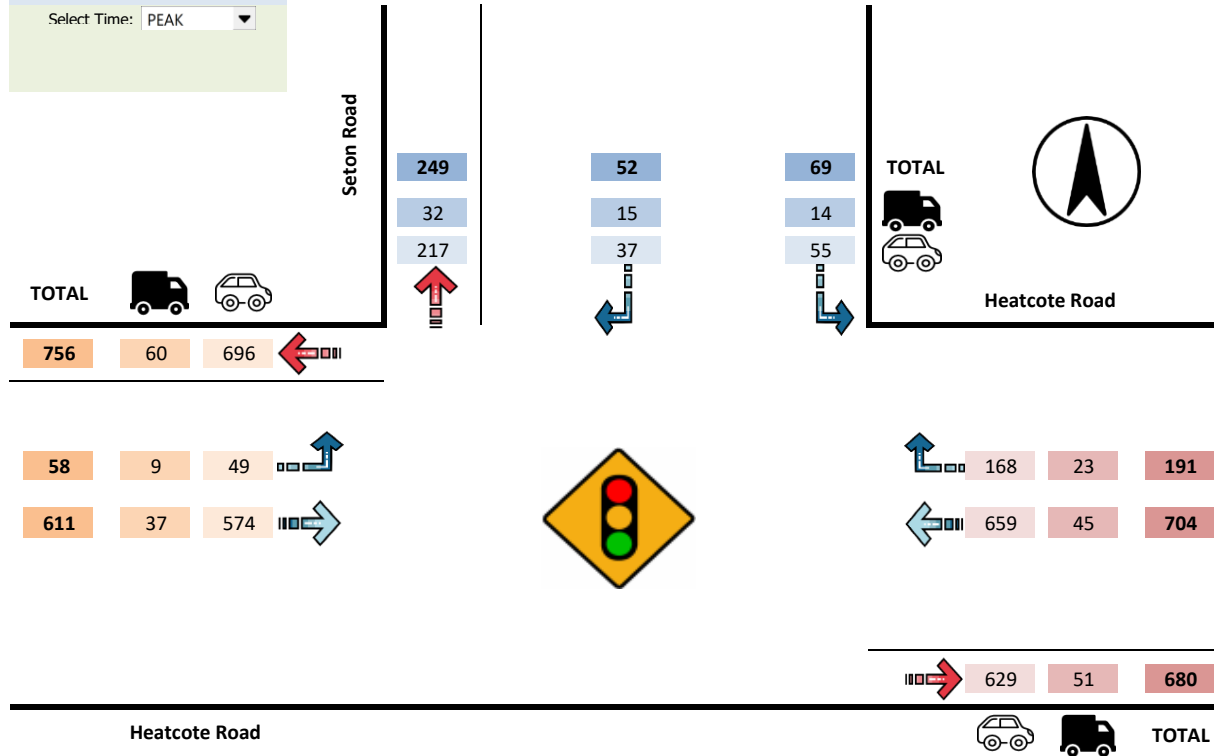 Select Time: PEAK
Seton Road
249 52 69 TOTAL
32 15 14
217 37 55
TOTAL
Heatcote Road
756 60 696
58 9 49 168 23 191
611 37 574 659 45 704
629 51 680
Heatcote Road TOTAL